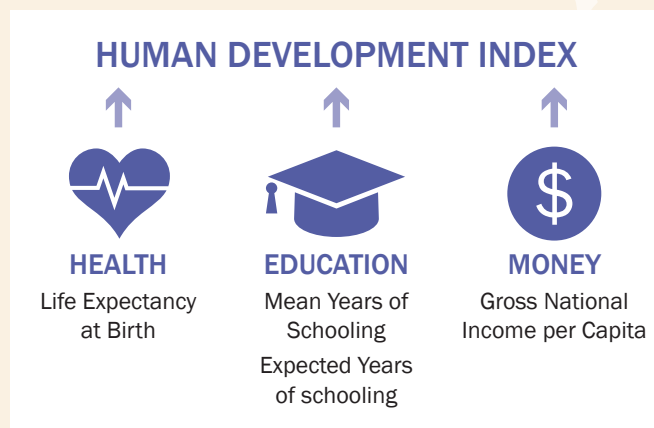 HUMAN DEVELOPMENT INDEX
HEALTH
Life Expectancy
at Birth
EDUCATION
Mean Years of
Schooling
Expected Years
of schooling
$
MONEY
Gross National
Income per Capita